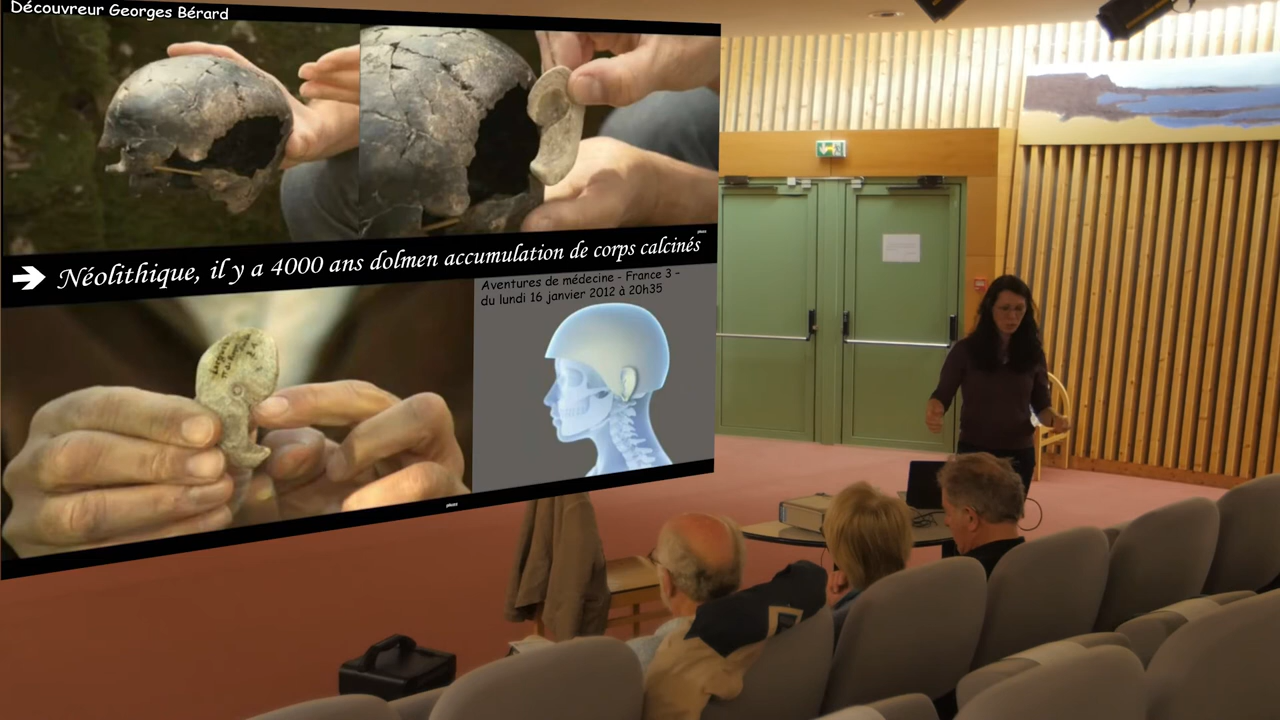 Découvreur Georges Bérard
Néolithique, il y a 4000 ans dolmen accumulation de corps calcinés
Aventures de médecine - France 3 –
du lundi 16 janvier 2012 à 20h35